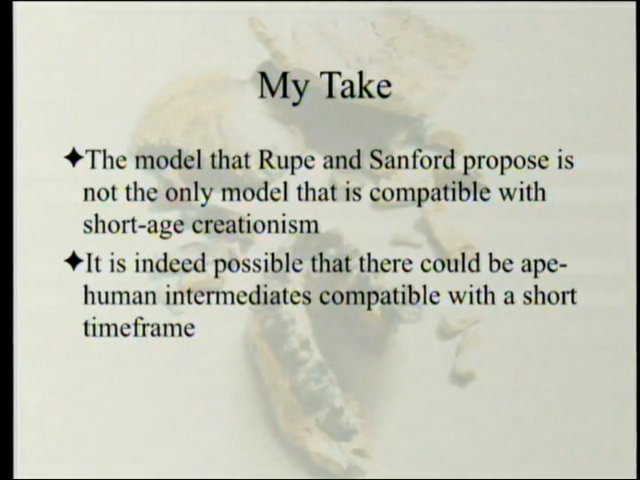 My Take
✦The model that Rupe and Sanford propose is
not the only model that is compatible with
short-age creationism
✦It is indeed possible that there could be ape-
human intermediates compatible with a short
timeframe